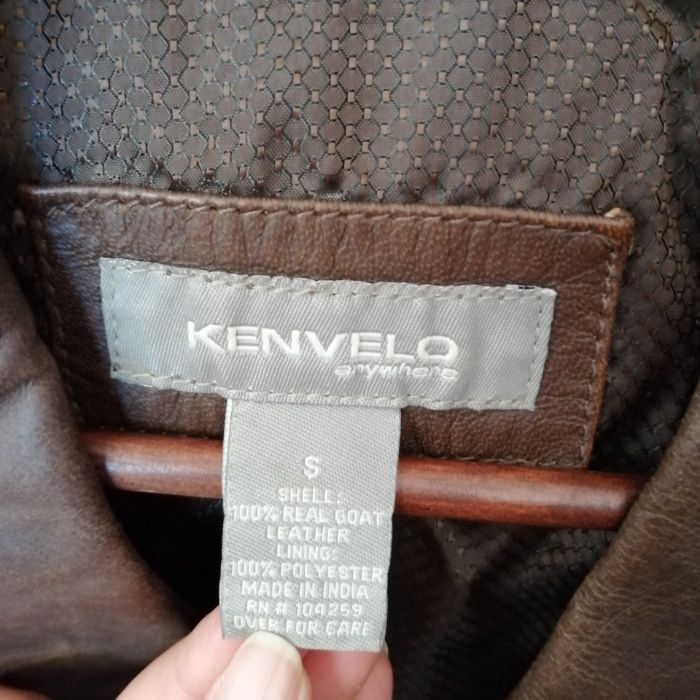 KENVELO
anywhere
S
SHELL:
100% REAL GOAT
LEATHER
LINING:
100% POLYESTER
MADE IN INDIA
RN # 104259
OVER FOR CARE